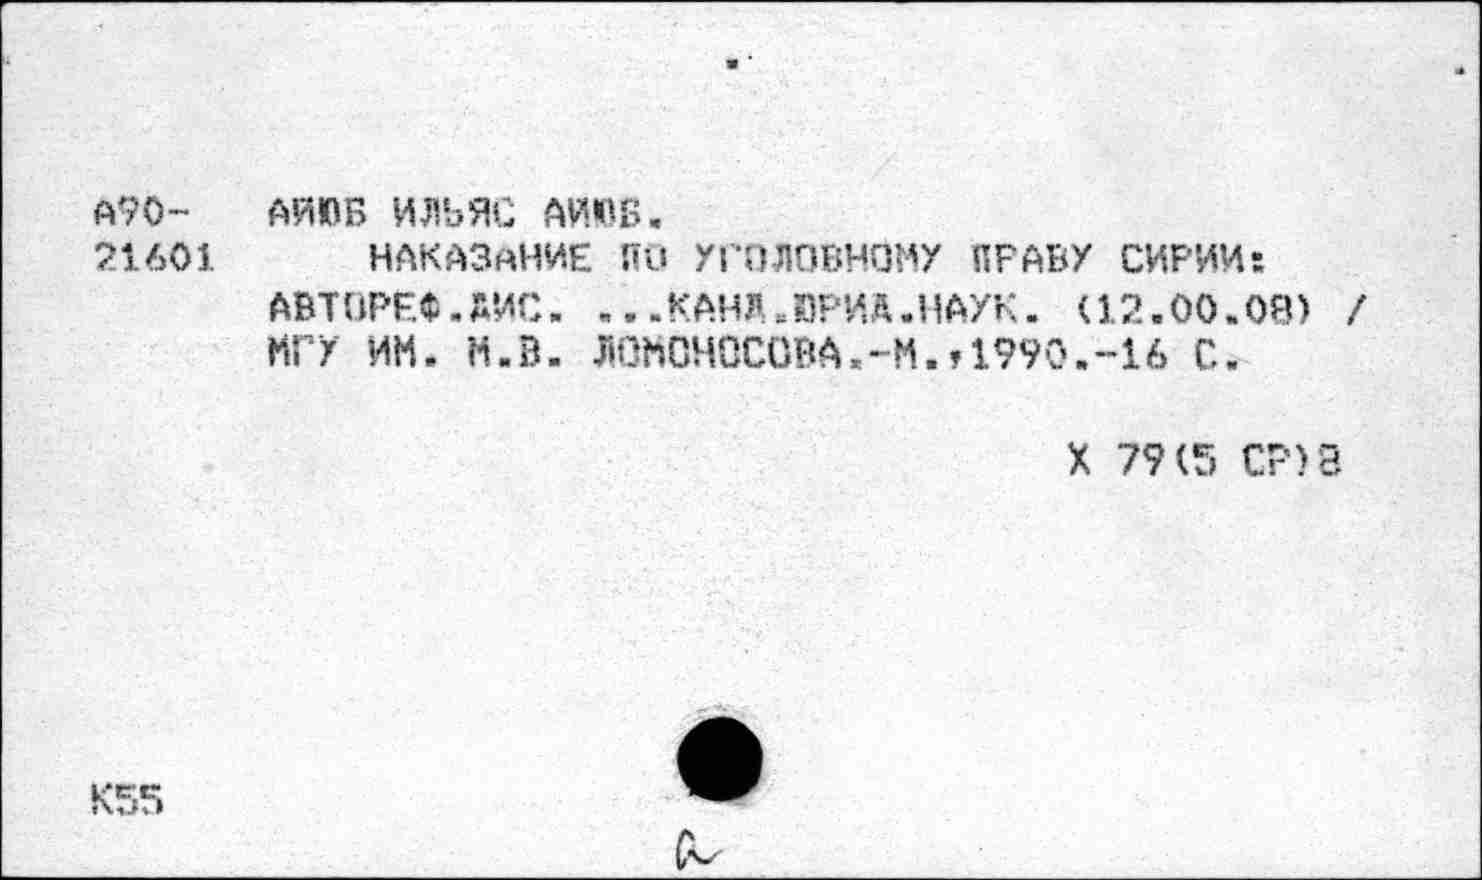 А90-    АЙЮБ ИЛЬЯС АЙЮБ.
21601    НАКАЗАНИЕ ПО УГОЛОВНОМУ ПРАВУ СИРИИ:
АВТОРЕФ.ДИС. ...КАНД.ЮРИД.НАУК. (12.00.08) /
МГУ ИМ. М.В. ЛОМОНОСОВА.-М.,1990.-16 С.
Х 79(5 СР)8
К55